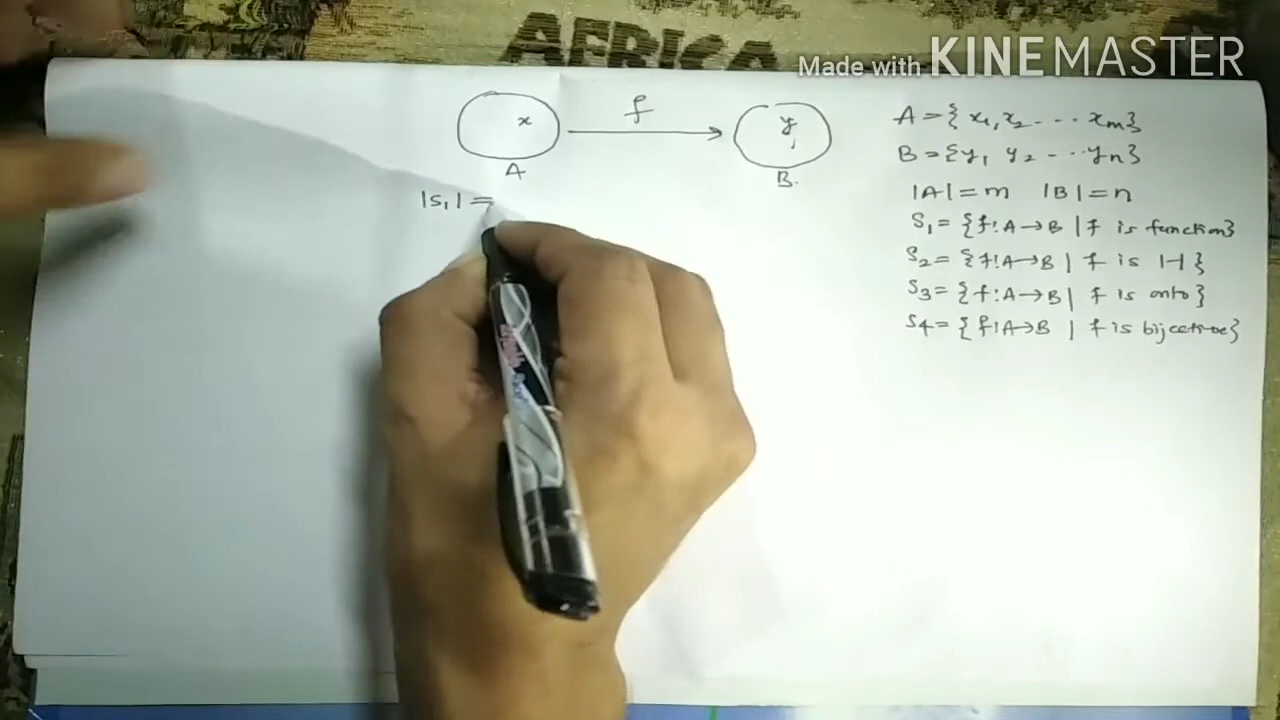 AFRICA
Made with KINEMASTER
f
x
y,
A
B.
|S₁| =
A = { x₁, x₂ - - - xₘ}
B = {y₁ y₂ - - - yₙ}
|A| = m |B| = n
S₁ = {f: A→B | f is function}
S₂ = {f: A→B | f is 1-1 }
S₃ = {f: A→B | f is onto }
S₄ = { f: A→B | f is bijective}